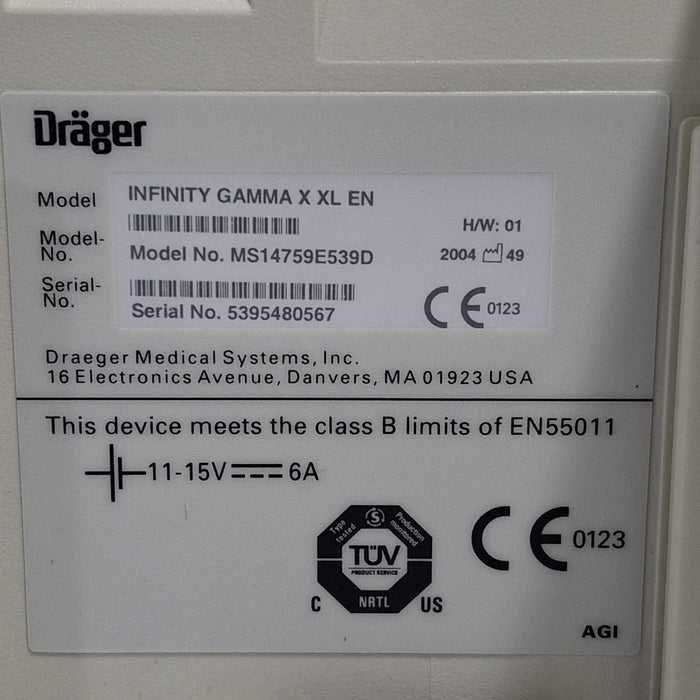 Dräger
Model INFINITY GAMMA X XL EN
H/W: 01
Model-No. Model No. MS14759E539D
2004 49
Serial-No. Serial No. 5395480567
CE 0123
Draeger Medical Systems, Inc.
16 Electronics Avenue, Danvers, MA 01923 USA
This device meets the class B limits of EN55011
11-15V 6A
Type tested S Production monitored
TÜV
PRODUCT SERVICE
C NRTL US
CE 0123
AGI